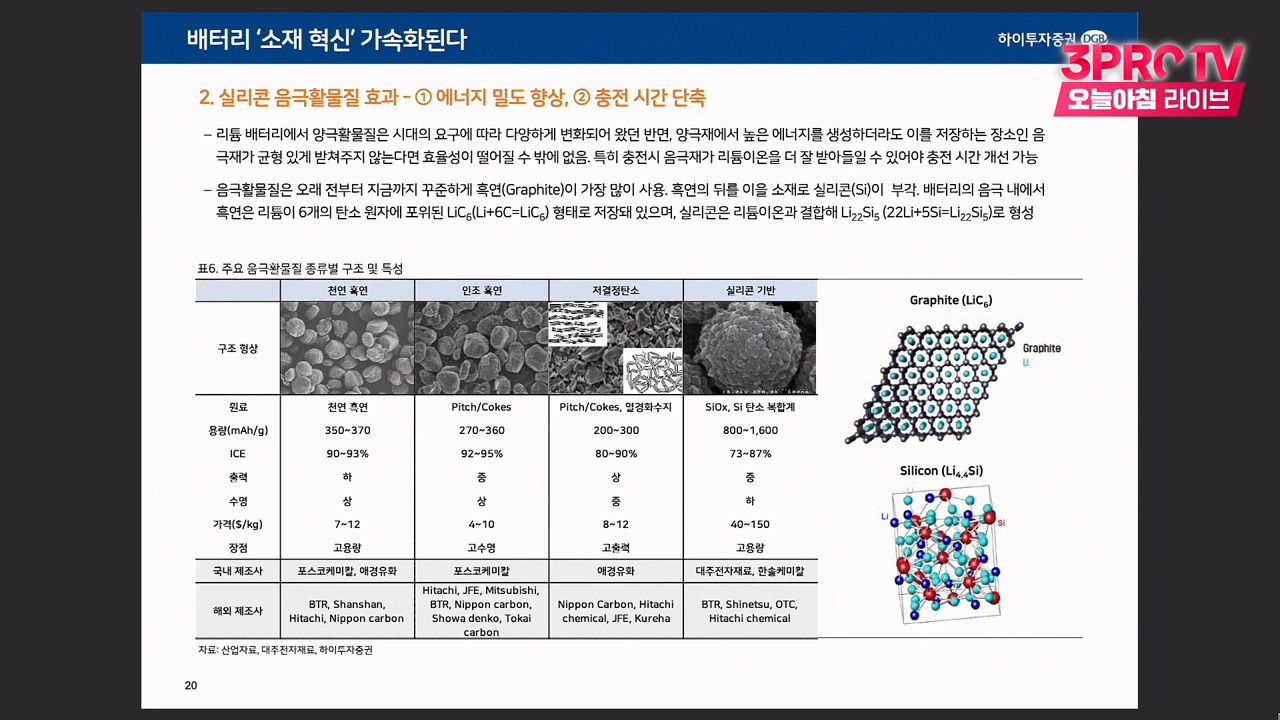 배터리 '소재 혁신' 가속화된다
하이투자증권 DGB
3PRO TV
오늘아침 라이브
2. 실리콘 음극활물질 효과 - ① 에너지 밀도 향상, ② 충전 시간 단축
– 리튬 배터리에서 양극활물질은 시대의 요구에 따라 다양하게 변화되어 왔던 반면, 양극재에서 높은 에너지를 생성하더라도 이를 저장하는 장소인 음
극재가 균형 있게 받쳐주지 않는다면 효율성이 떨어질 수 밖에 없음. 특히 충전시 음극재가 리튬이온을 더 잘 받아들일 수 있어야 충전 시간 개선 가능
– 음극활물질은 오래 전부터 지금까지 꾸준하게 흑연(Graphite)이 가장 많이 사용. 흑연의 뒤를 이을 소재로 실리콘(Si)이 부각. 배터리의 음극 내에서
흑연은 리튬이 6개의 탄소 원자에 포위된 LiC6(Li+6C=LiC6) 형태로 저장돼 있으며, 실리콘은 리튬이온과 결합해 Li22Si5 (22Li+5Si=Li22Si5)로 형성
표6. 주요 음극활물질 종류별 구조 및 특성
천연 흑연 인조 흑연 저결정탄소 실리콘 기반
구조 형상
원료 천연 흑연 Pitch/Cokes Pitch/Cokes, 열경화수지 SiOx, Si 탄소 복합계
용량(mAh/g) 350~370 270~360 200~300 800~1,600
ICE 90~93% 92~95% 80~90% 73~87%
출력 하 중 상 중
수명 상 상 중 하
가격($/kg) 7~12 4~10 8~12 40~150
장점 고용량 고수명 고출력 고용량
국내 제조사 포스코케미칼, 애경유화 포스코케미칼 애경유화 대주전자재료, 한솔케미칼
해외 제조사
BTR, Shanshan,
Hitachi, Nippon carbon
Hitachi, JFE, Mitsubishi,
BTR, Nippon carbon,
Showa denko, Tokai
carbon
Nippon Carbon, Hitachi
chemical, JFE, Kureha
BTR, Shinetsu, OTC,
Hitachi chemical
Graphite (LiC6)
Graphite
Li
Silicon (Li4.4Si)
Li
Li
Si
자료: 산업자료, 대주전자재료, 하이투자증권
20